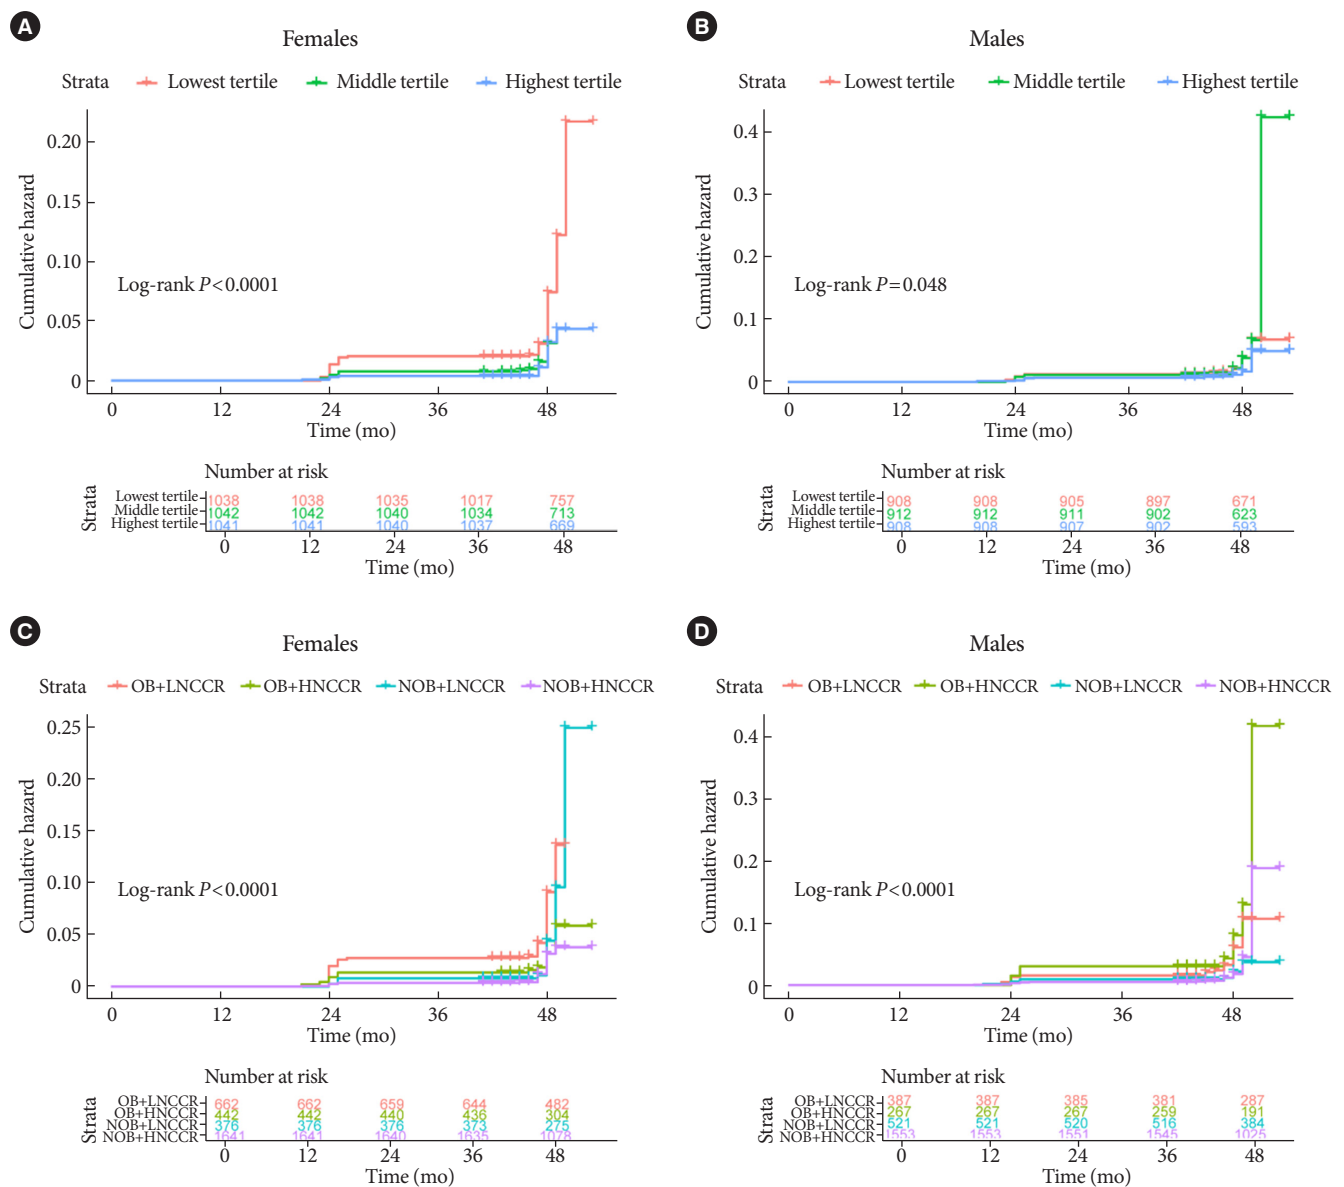 A
Females
Strata Lowest tertile Middle tertile Highest tertile
Cumulative hazard
0.20
0.15
0.10
0.05
0
Log-rank P<0.0001
0 12 24 36 48
Time (mo)
Number at risk
Strata
Lowest tertile 1038 1038 1035 1017 757
Middle tertile 1042 1042 1040 1034 713
Highest tertile 1041 1041 1040 1037 669
0 12 24 36 48
Time (mo)
B
Males
Strata Lowest tertile Middle tertile Highest tertile
Cumulative hazard
0.4
0.3
0.2
0.1
0
Log-rank P=0.048
0 12 24 36 48
Time (mo)
Number at risk
Strata
Lowest tertile 908 908 905 897 671
Middle tertile 912 912 911 902 623
Highest tertile 908 908 907 902 593
0 12 24 36 48
Time (mo)
C
Females
Strata OB+LNCCR OB+HNCCR NOB+LNCCR NOB+HNCCR
Cumulative hazard
0.25
0.20
0.15
0.10
0.05
0
Log-rank P<0.0001
0 12 24 36 48
Time (mo)
Number at risk
Strata
OB+LNCCR 662 662 659 644 482
OB+HNCCR 442 442 440 436 304
NOB+LNCCR 376 376 376 373 275
NOB+HNCCR 1641 1641 1640 1635 1078
0 12 24 36 48
Time (mo)
D
Males
Strata OB+LNCCR OB+HNCCR NOB+LNCCR NOB+HNCCR
Cumulative hazard
0.4
0.3
0.2
0.1
0
Log-rank P<0.0001
0 12 24 36 48
Time (mo)
Number at risk
Strata
OB+LNCCR 387 387 385 381 287
OB+HNCCR 267 267 267 259 191
NOB+LNCCR 521 521 520 516 384
NOB+HNCCR 1553 1553 1551 1545 1025
0 12 24 36 48
Time (mo)